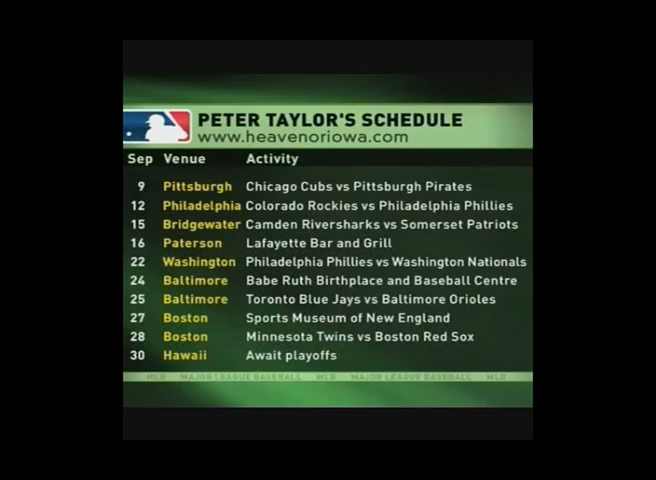 PETER TAYLOR'S SCHEDULE
www.heavenoriowa.com
Sep Venue Activity
9 Pittsburgh Chicago Cubs vs Pittsburgh Pirates
12 Philadelphia Colorado Rockies vs Philadelphia Phillies
15 Bridgewater Camden Riversharks vs Somerset Patriots
16 Paterson Lafayette Bar and Grill
22 Washington Philadelphia Phillies vs Washington Nationals
24 Baltimore Babe Ruth Birthplace and Baseball Centre
25 Baltimore Toronto Blue Jays vs Baltimore Orioles
27 Boston Sports Museum of New England
28 Boston Minnesota Twins vs Boston Red Sox
30 Hawaii Await playoffs
MLB MAJOR LEAGUE BASEBALL MLB MAJOR LEAGUE BASEBALL MLB